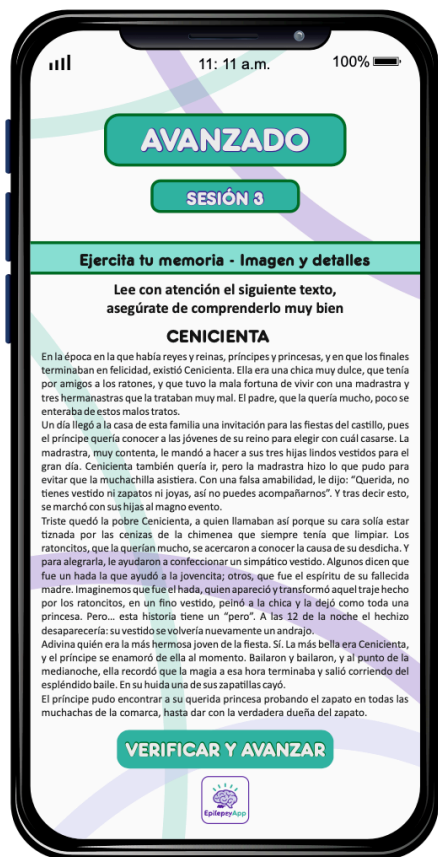 11: 11 a.m.
100%
AVANZADO
SESIÓN 3
Ejercita tu memoria - Imagen y detalles
Lee con atención el siguiente texto,
asegúrate de comprenderlo muy bien
CENICIENTA
En la época en la que había reyes y reinas, príncipes y princesas, y en que los finales
terminaban en felicidad, existió Cenicienta. Ella era una chica muy dulce, que tenía
por amigos a los ratones, y que tuvo la mala fortuna de vivir con una madrastra y
tres hermanastras que la trataban muy mal. El padre, que la quería mucho, poco se
enteraba de estos malos tratos.
Un día llegó a la casa de esta familia una invitación para las fiestas del castillo, pues
el príncipe quería conocer a las jóvenes de su reino para elegir con cuál casarse. La
madrastra, muy contenta, le mandó a hacer a sus tres hijas lindos vestidos para el
gran día. Cenicienta también quería ir, pero la madrastra hizo lo que pudo para
evitar que la muchachilla asistiera. Con una falsa amabilidad, le dijo: “Querida, no
tienes vestido ni zapatos ni joyas, así no puedes acompañarnos”. Y tras decir esto,
se marchó con sus hijas al magno evento.
Triste quedó la pobre Cenicienta, a quien llamaban así porque su cara solía estar
tiznada por las cenizas de la chimenea que siempre tenía que limpiar. Los
ratoncitos, que la querían mucho, se acercaron a conocer la causa de su desdicha. Y
para alegrarla, le ayudaron a confeccionar un simpático vestido. Algunos dicen que
fue un hada la que ayudó a la jovencita; otros, que fue el espíritu de su fallecida
madre. Imaginemos que fue el hada, quien apareció y transformó aquel traje hecho
por los ratoncitos, en un fino vestido, peinó a la chica y la dejó como toda una
princesa. Pero... esta historia tiene un “pero”. A las 12 de la noche el hechizo
desaparecería: su vestido se volvería nuevamente un andrajo.
Adivina quién era la más hermosa joven de la fiesta. Sí. La más bella era Cenicienta,
y el príncipe se enamoró de ella al momento. Bailaron y bailaron, y al punto de la
medianoche, ella recordó que la magia a esa hora terminaba y salió corriendo del
espléndido baile. En su huida una de sus zapatillas cayó.
El príncipe pudo encontrar a su querida princesa probando el zapato en todas las
muchachas de la comarca, hasta dar con la verdadera dueña del zapato.
VERIFICAR Y AVANZAR
EpilepsyApp